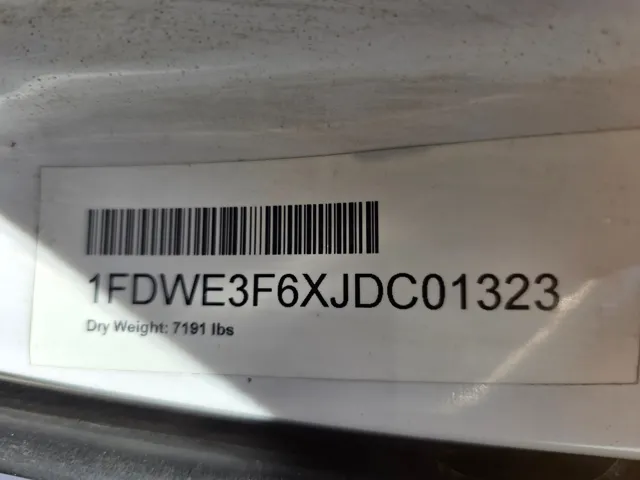 1FDWE3F6XJDC01323
Dry Weight: 7191 lbs